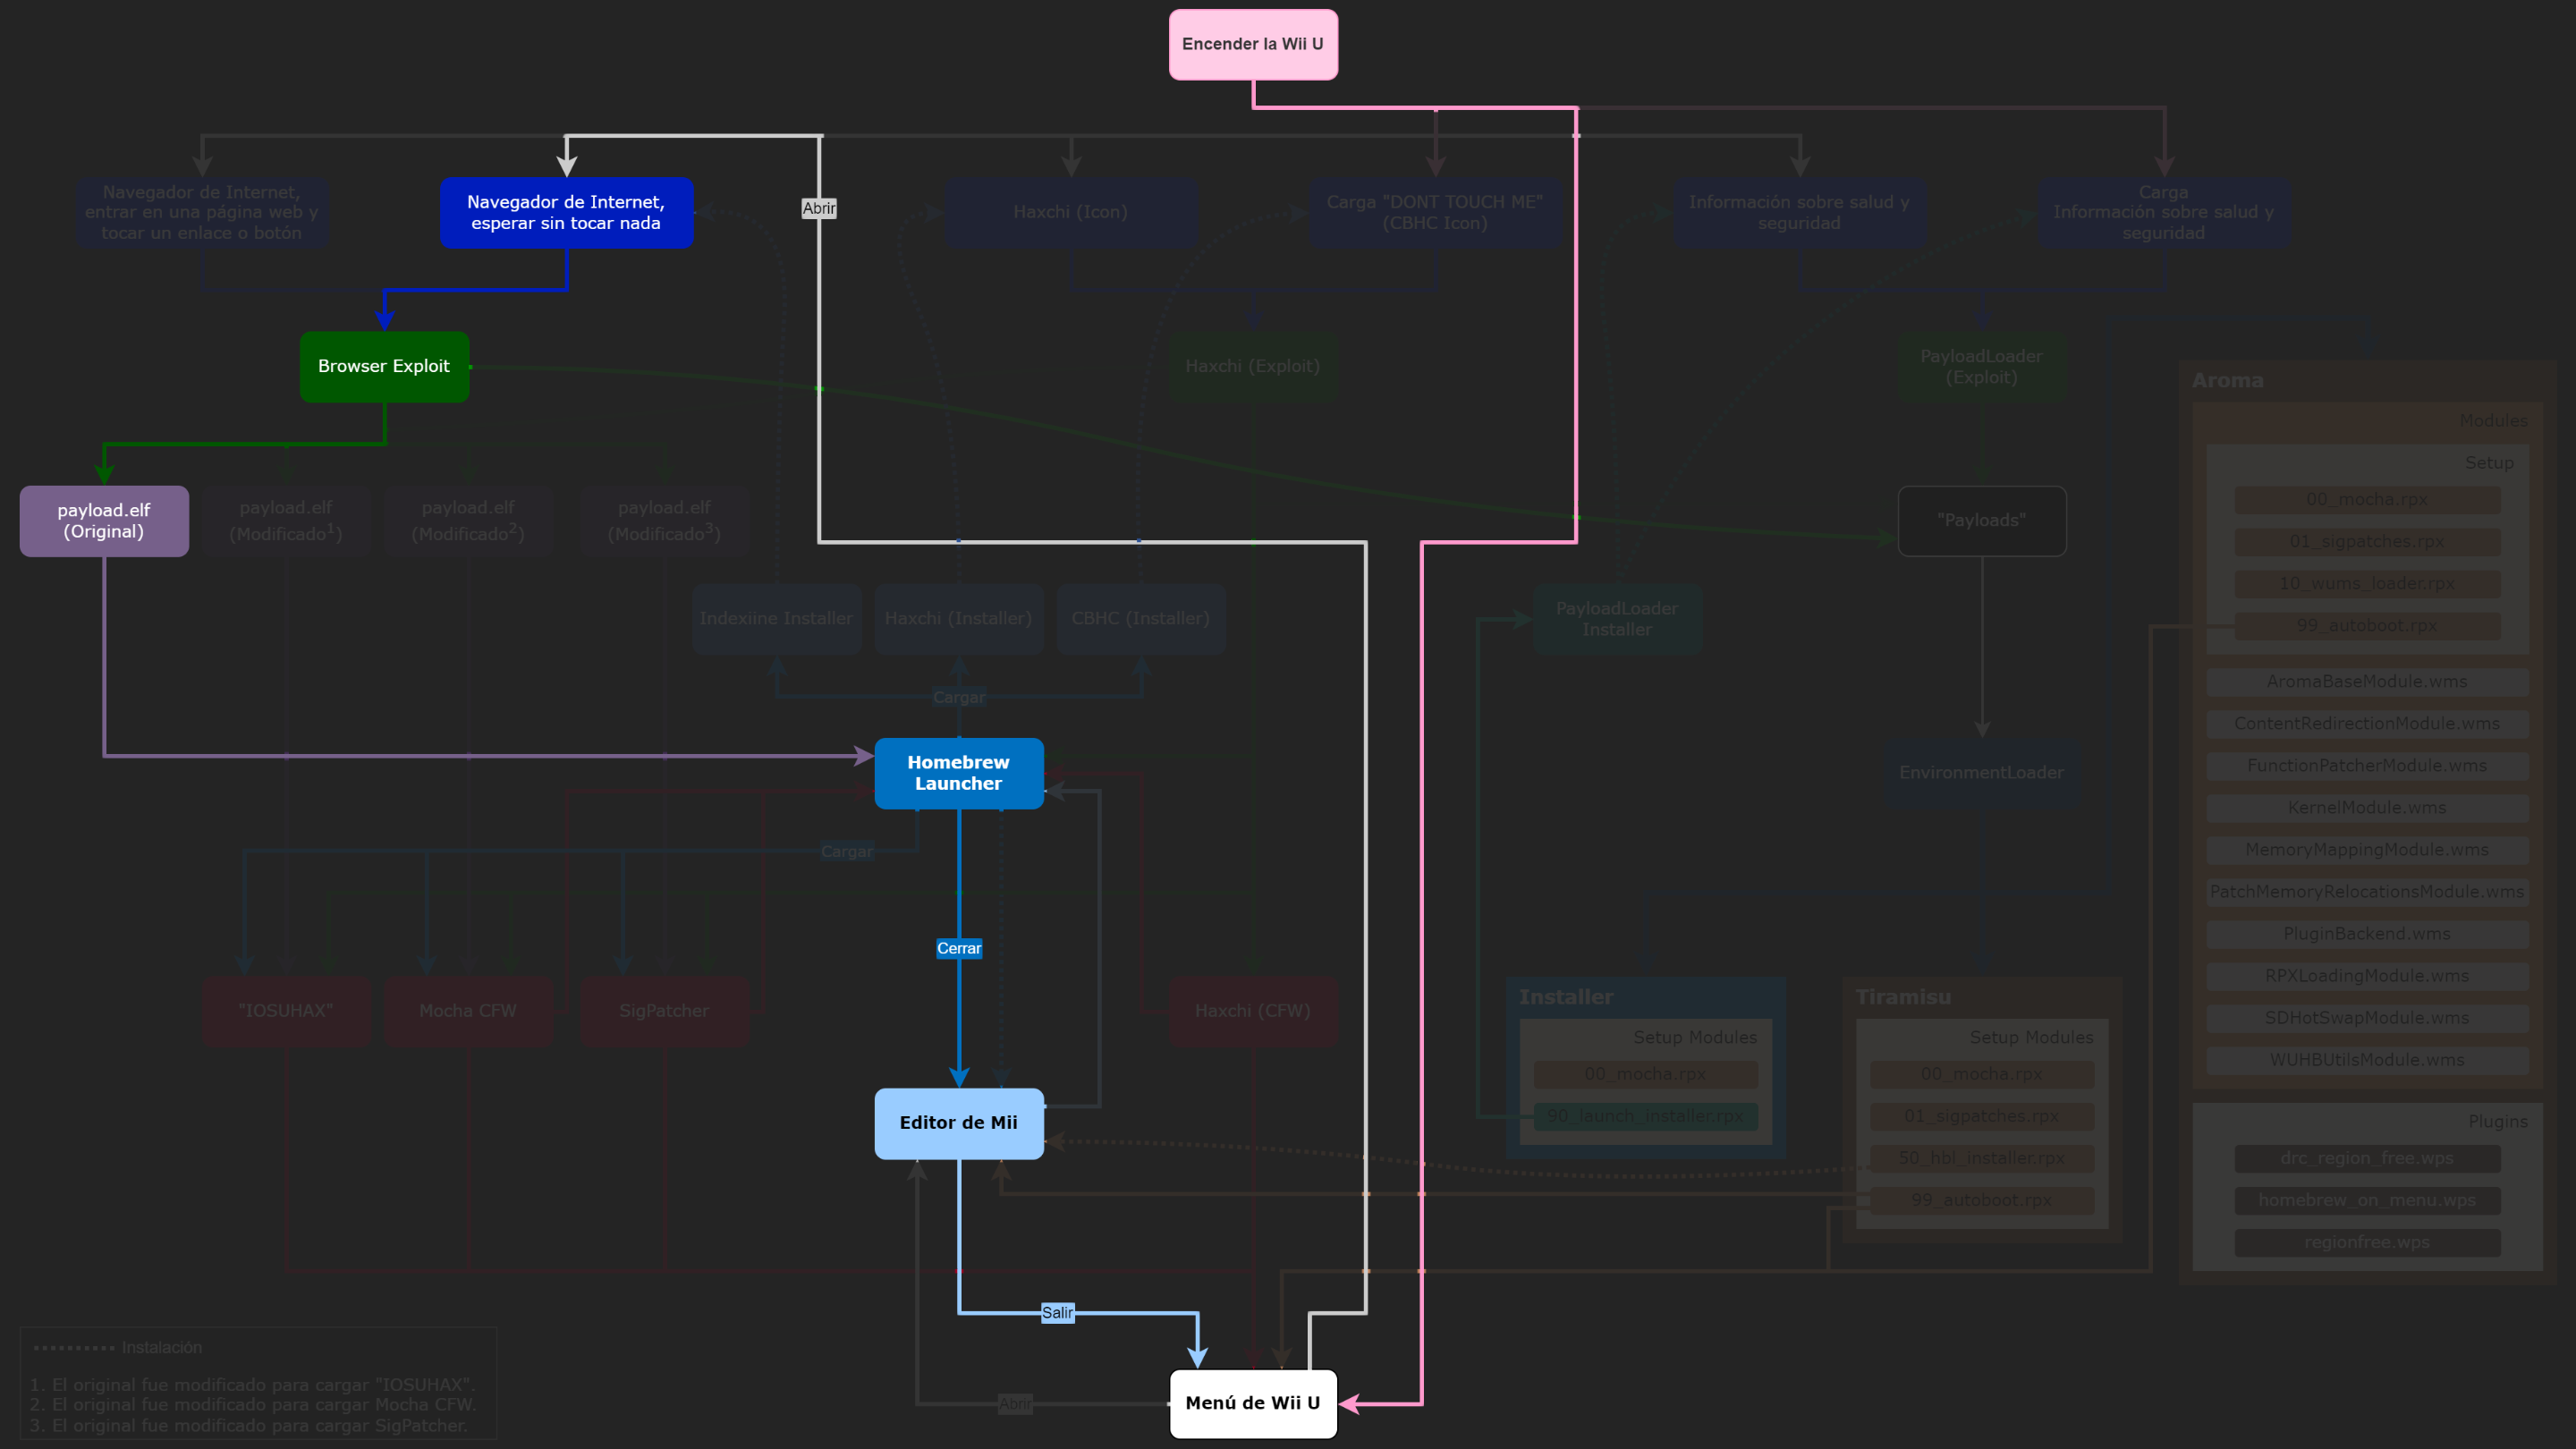 Encender la Wii U
Navegador de Internet,
entrar en una página web y
tocar un enlace o botón
Navegador de Internet,
esperar sin tocar nada
Abrir
Haxchi (Icon)
Carga "DONT TOUCH ME"
(CBHC Icon)
Información sobre salud y
seguridad
Carga
Información sobre salud y
seguridad
Browser Exploit
Haxchi (Exploit)
PayloadLoader
(Exploit)
payload.elf
(Original)
payload.elf
(Modificado1)
payload.elf
(Modificado2)
payload.elf
(Modificado3)
"Payloads"
Indexiine Installer
Haxchi (Installer)
CBHC (Installer)
PayloadLoader
Installer
Cargar
Homebrew
Launcher
EnvironmentLoader
Cargar
Cerrar
"IOSUHAX"
Mocha CFW
SigPatcher
Haxchi (CFW)
Editor de Mii
Salir
Abrir
Menú de Wii U
Installer
Setup Modules
00_mocha.rpx
90_launch_installer.rpx
Tiramisu
Setup Modules
00_mocha.rpx
01_sigpatches.rpx
50_hbl_installer.rpx
99_autoboot.rpx
Aroma
Modules
Setup
00_mocha.rpx
01_sigpatches.rpx
10_wums_loader.rpx
99_autoboot.rpx
AromaBaseModule.wms
ContentRedirectionModule.wms
FunctionPatcherModule.wms
KernelModule.wms
MemoryMappingModule.wms
PatchMemoryRelocationsModule.wms
PluginBackend.wms
RPXLoadingModule.wms
SDHotSwapModule.wms
WUHBUtilsModule.wms
Plugins
drc_region_free.wps
homebrew_on_menu.wps
regionfree.wps
Instalación
1. El original fue modificado para cargar "IOSUHAX".
2. El original fue modificado para cargar Mocha CFW.
3. El original fue modificado para cargar SigPatcher.